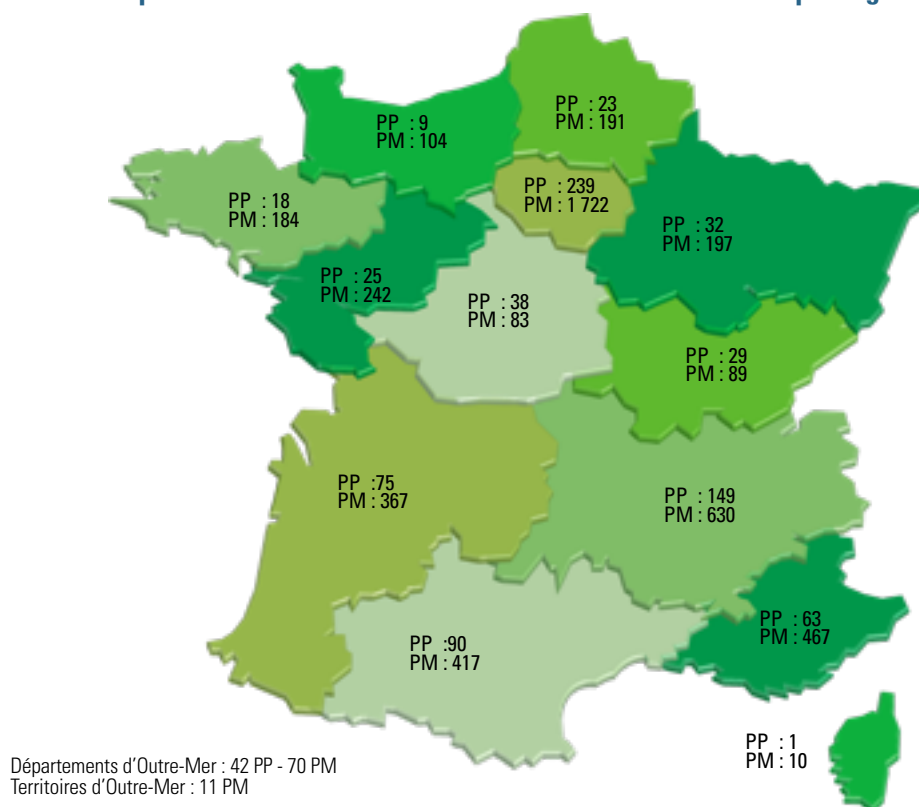 PP : 23
PM : 191
PP : 9
PM : 104
PP : 239
PM : 1 722
PP : 18
PM : 184
PP : 32
PM : 197
PP : 25
PM : 242
PP : 38
PM : 83
PP : 29
PM : 89
PP :75
PM : 367
PP : 149
PM : 630
PP : 63
PM : 467
PP :90
PM : 417
PP : 1
PM : 10
Départements d'Outre-Mer : 42 PP - 70 PM
Territoires d'Outre-Mer : 11 PM